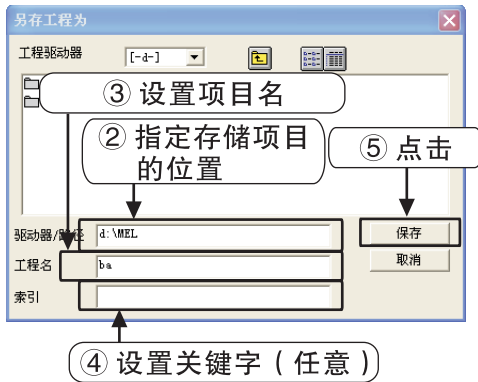 另存工程为
工程驱动器 [-d-]
③ 设置项目名
② 指定存储项目
的位置
⑤ 点击
驱动器/路径 d:\MEL
保存
工程名 ba
取消
索引
④ 设置关键字（任意）